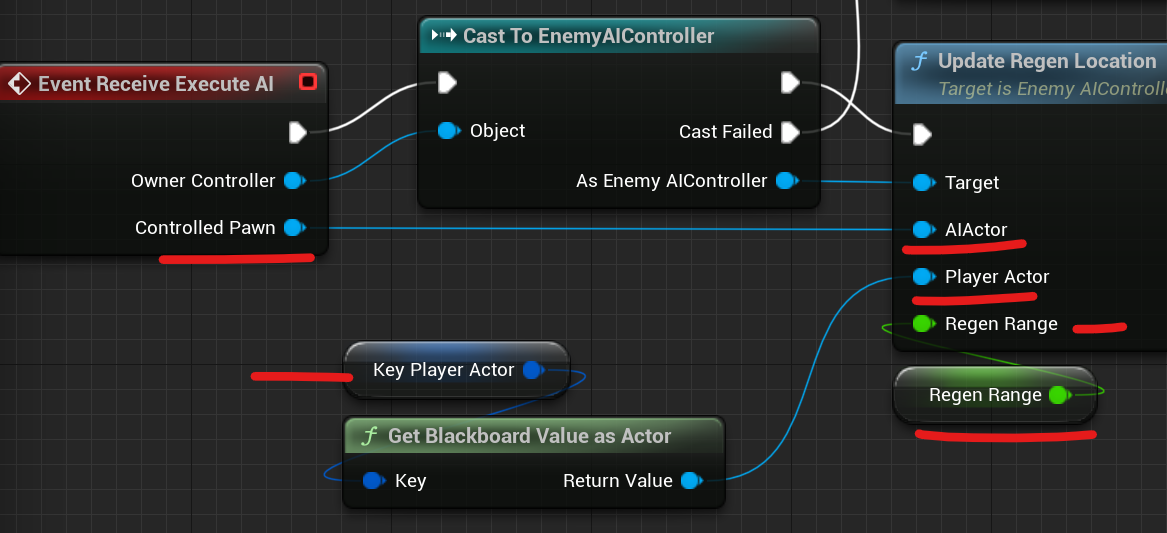 Cast To EnemyAIController
Event Receive Execute AI
Update Regen Location
Target is Enemy AIControll
Object
Cast Failed
Owner Controller
As Enemy AIController
Target
Controlled Pawn
AIActor
Player Actor
Regen Range
Key Player Actor
Regen Range
Get Blackboard Value as Actor
Key
Return Value